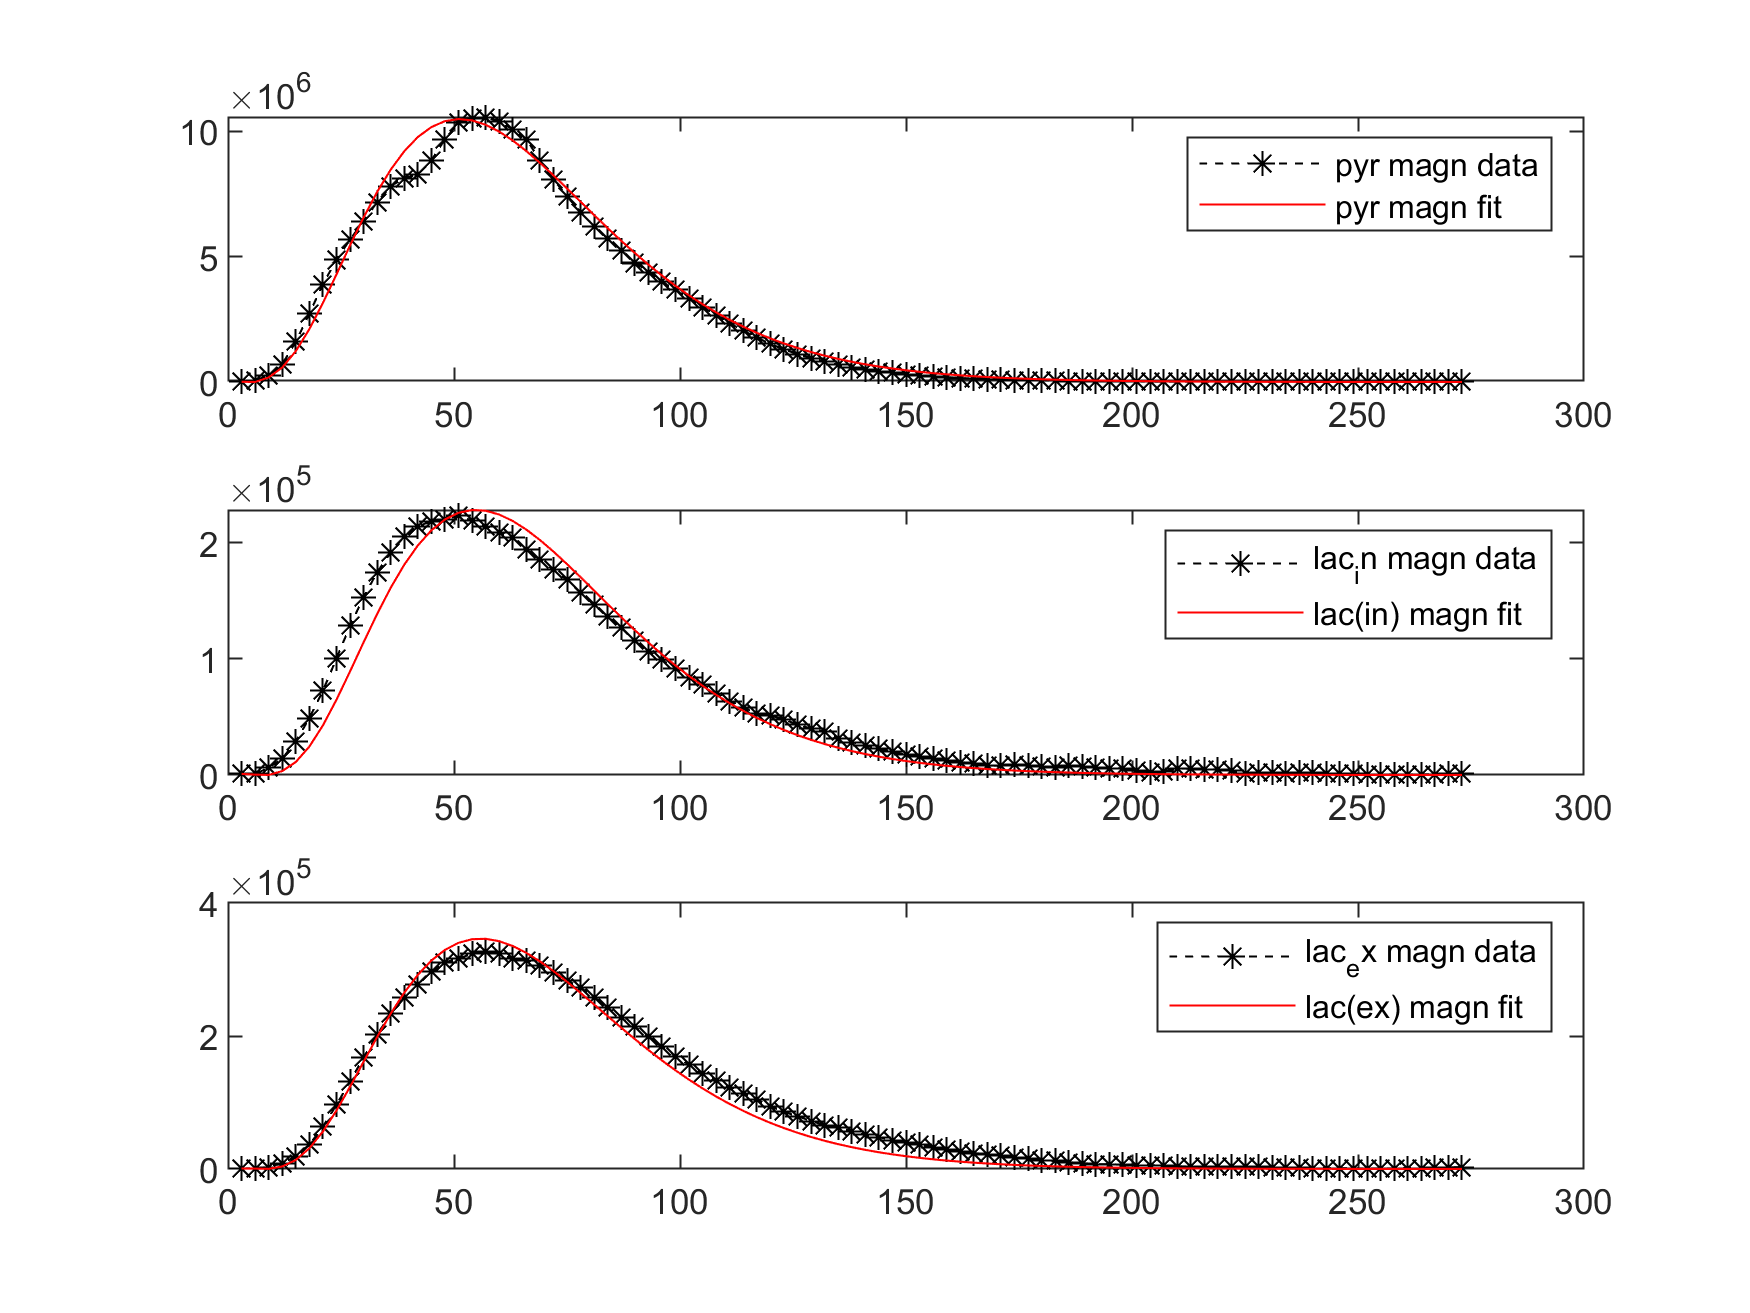 ×10^6
10
5
0
0 50 100 150 200 250 300
pyr magn data
pyr magn fit
×10^5
2
1
0
0 50 100 150 200 250 300
lac_in magn data
lac(in) magn fit
×10^5
4
2
0
0 50 100 150 200 250 300
lac_ex magn data
lac(ex) magn fit